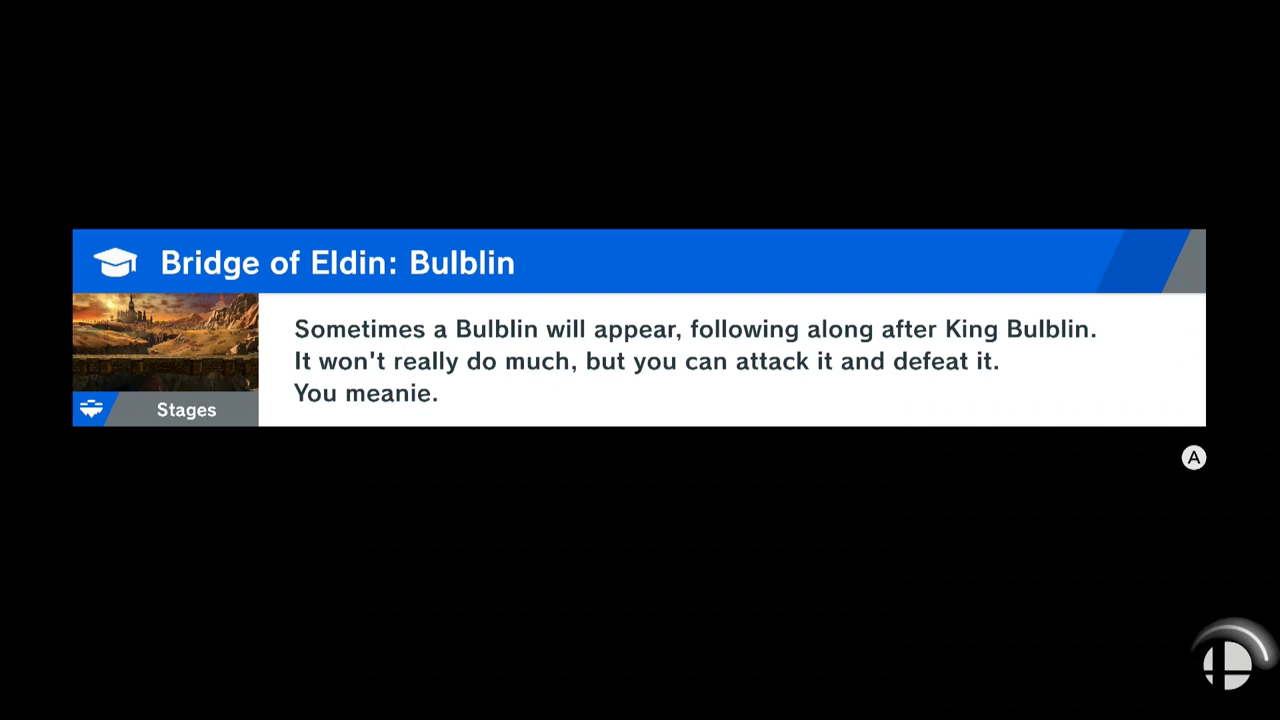 Bridge of Eldin: Bulblin
Sometimes a Bulblin will appear, following along after King Bulblin.
It won't really do much, but you can attack it and defeat it.
You meanie.
Stages
A